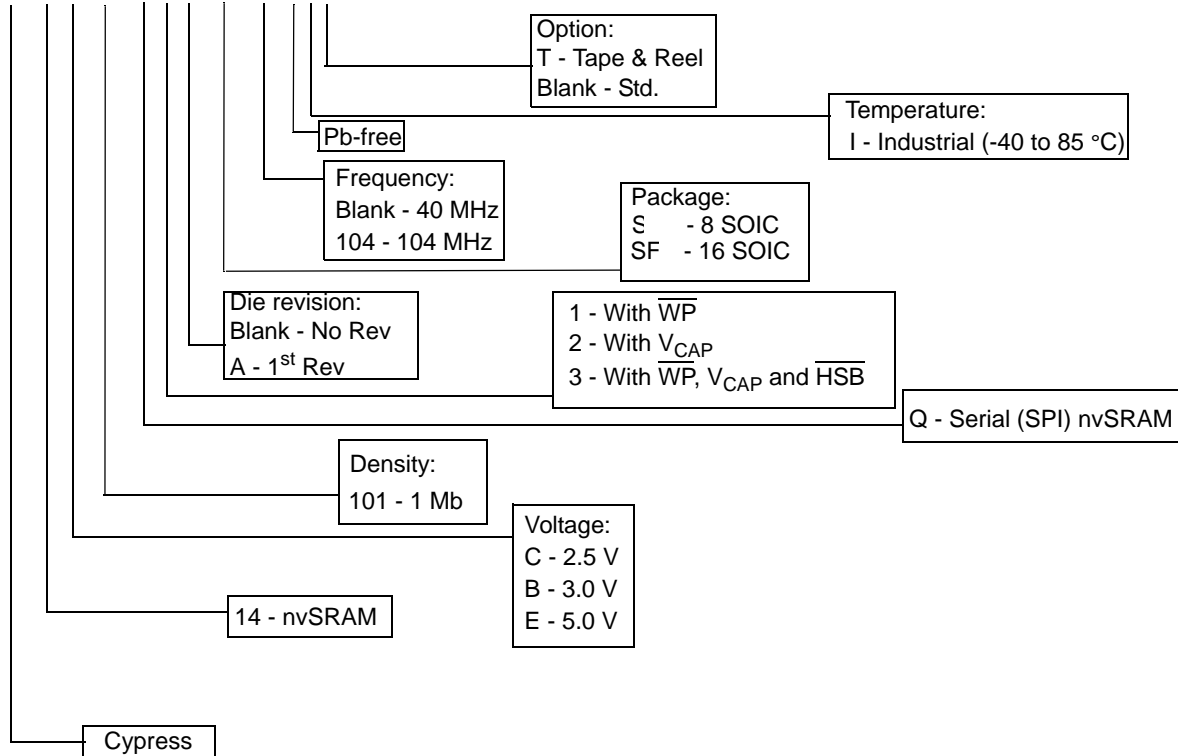 Option:
T - Tape & Reel
Blank - Std.
Temperature:
I - Industrial (-40 to 85 °C)
Pb-free
Frequency:
Blank - 40 MHz
104 - 104 MHz
Package:
S - 8 SOIC
SF - 16 SOIC
Die revision:
Blank - No Rev
A - 1st Rev
1 - With W̅P̅
2 - With VCAP
3 - With W̅P̅, VCAP and H̅S̅B̅
Q - Serial (SPI) nvSRAM
Density:
101 - 1 Mb
Voltage:
C - 2.5 V
B - 3.0 V
E - 5.0 V
14 - nvSRAM
Cypress